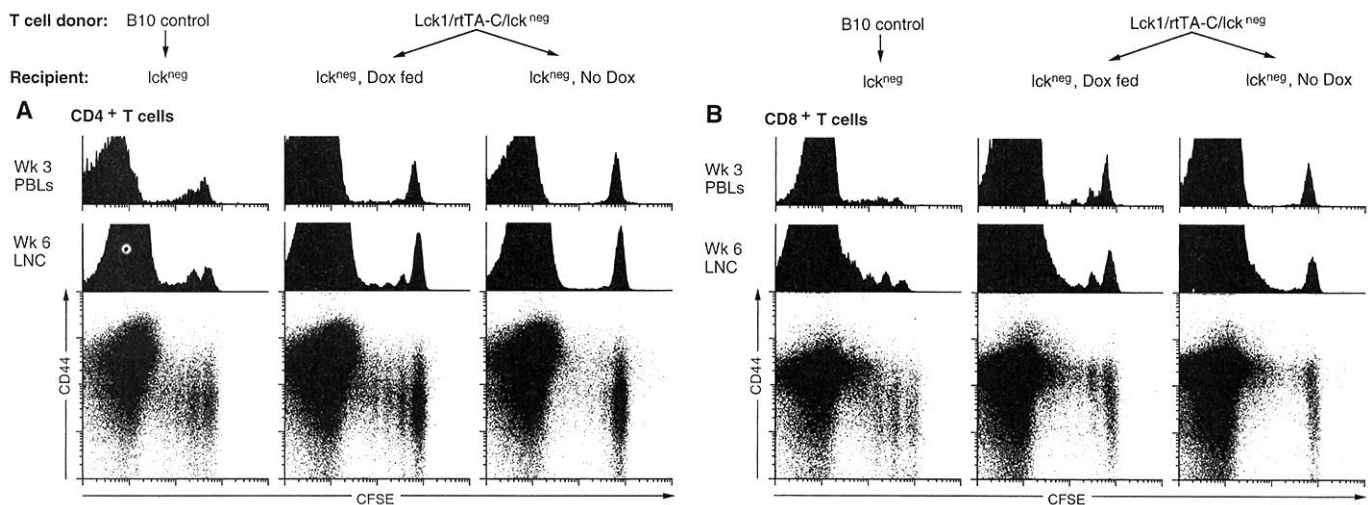 T cell donor: B10 control Lck1/rtTA-C/lck neg
Recipient: lck neg lck neg, Dox fed lck neg, No Dox
A CD4 + T cells
Wk 3 PBLs
Wk 6 LNC
CD44
CFSE
B10 control Lck1/rtTA-C/lck neg
lck neg lck neg, Dox fed lck neg, No Dox
B CD8 + T cells
Wk 3 PBLs
Wk 6 LNC
CD44
CFSE